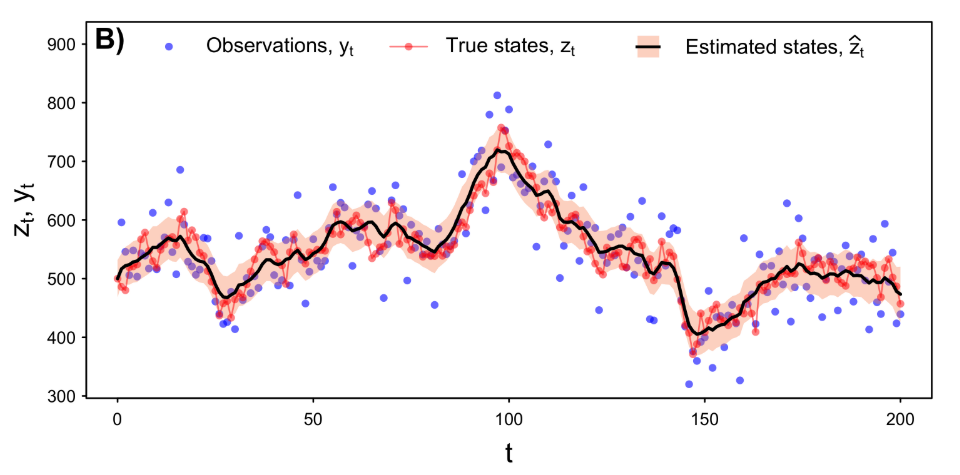 B) Observations, yt True states, zt Estimated states, ẑt
900
800
700
600
500
400
300
zt, yt
0 50 100 150 200
t